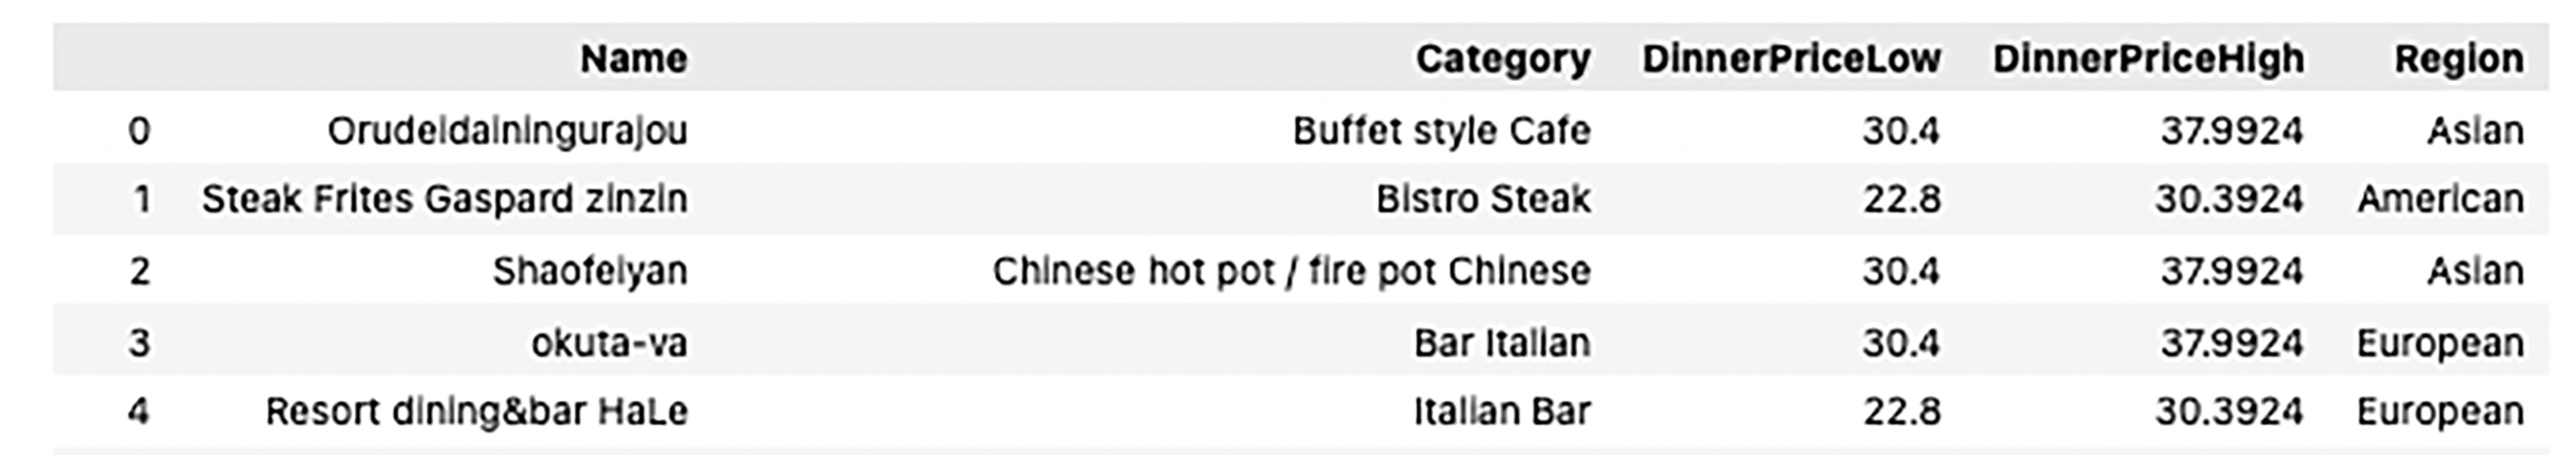 Name Category DinnerPriceLow DinnerPriceHigh Region
0 Orudeidainingurajou Buffet style Cafe 30.4 37.9924 Asian
1 Steak Frites Gaspard zinzin Bistro Steak 22.8 30.3924 American
2 Shaofeiyan Chinese hot pot / fire pot Chinese 30.4 37.9924 Asian
3 okuta-va Bar Italian 30.4 37.9924 European
4 Resort dining&bar HaLe Italian Bar 22.8 30.3924 European